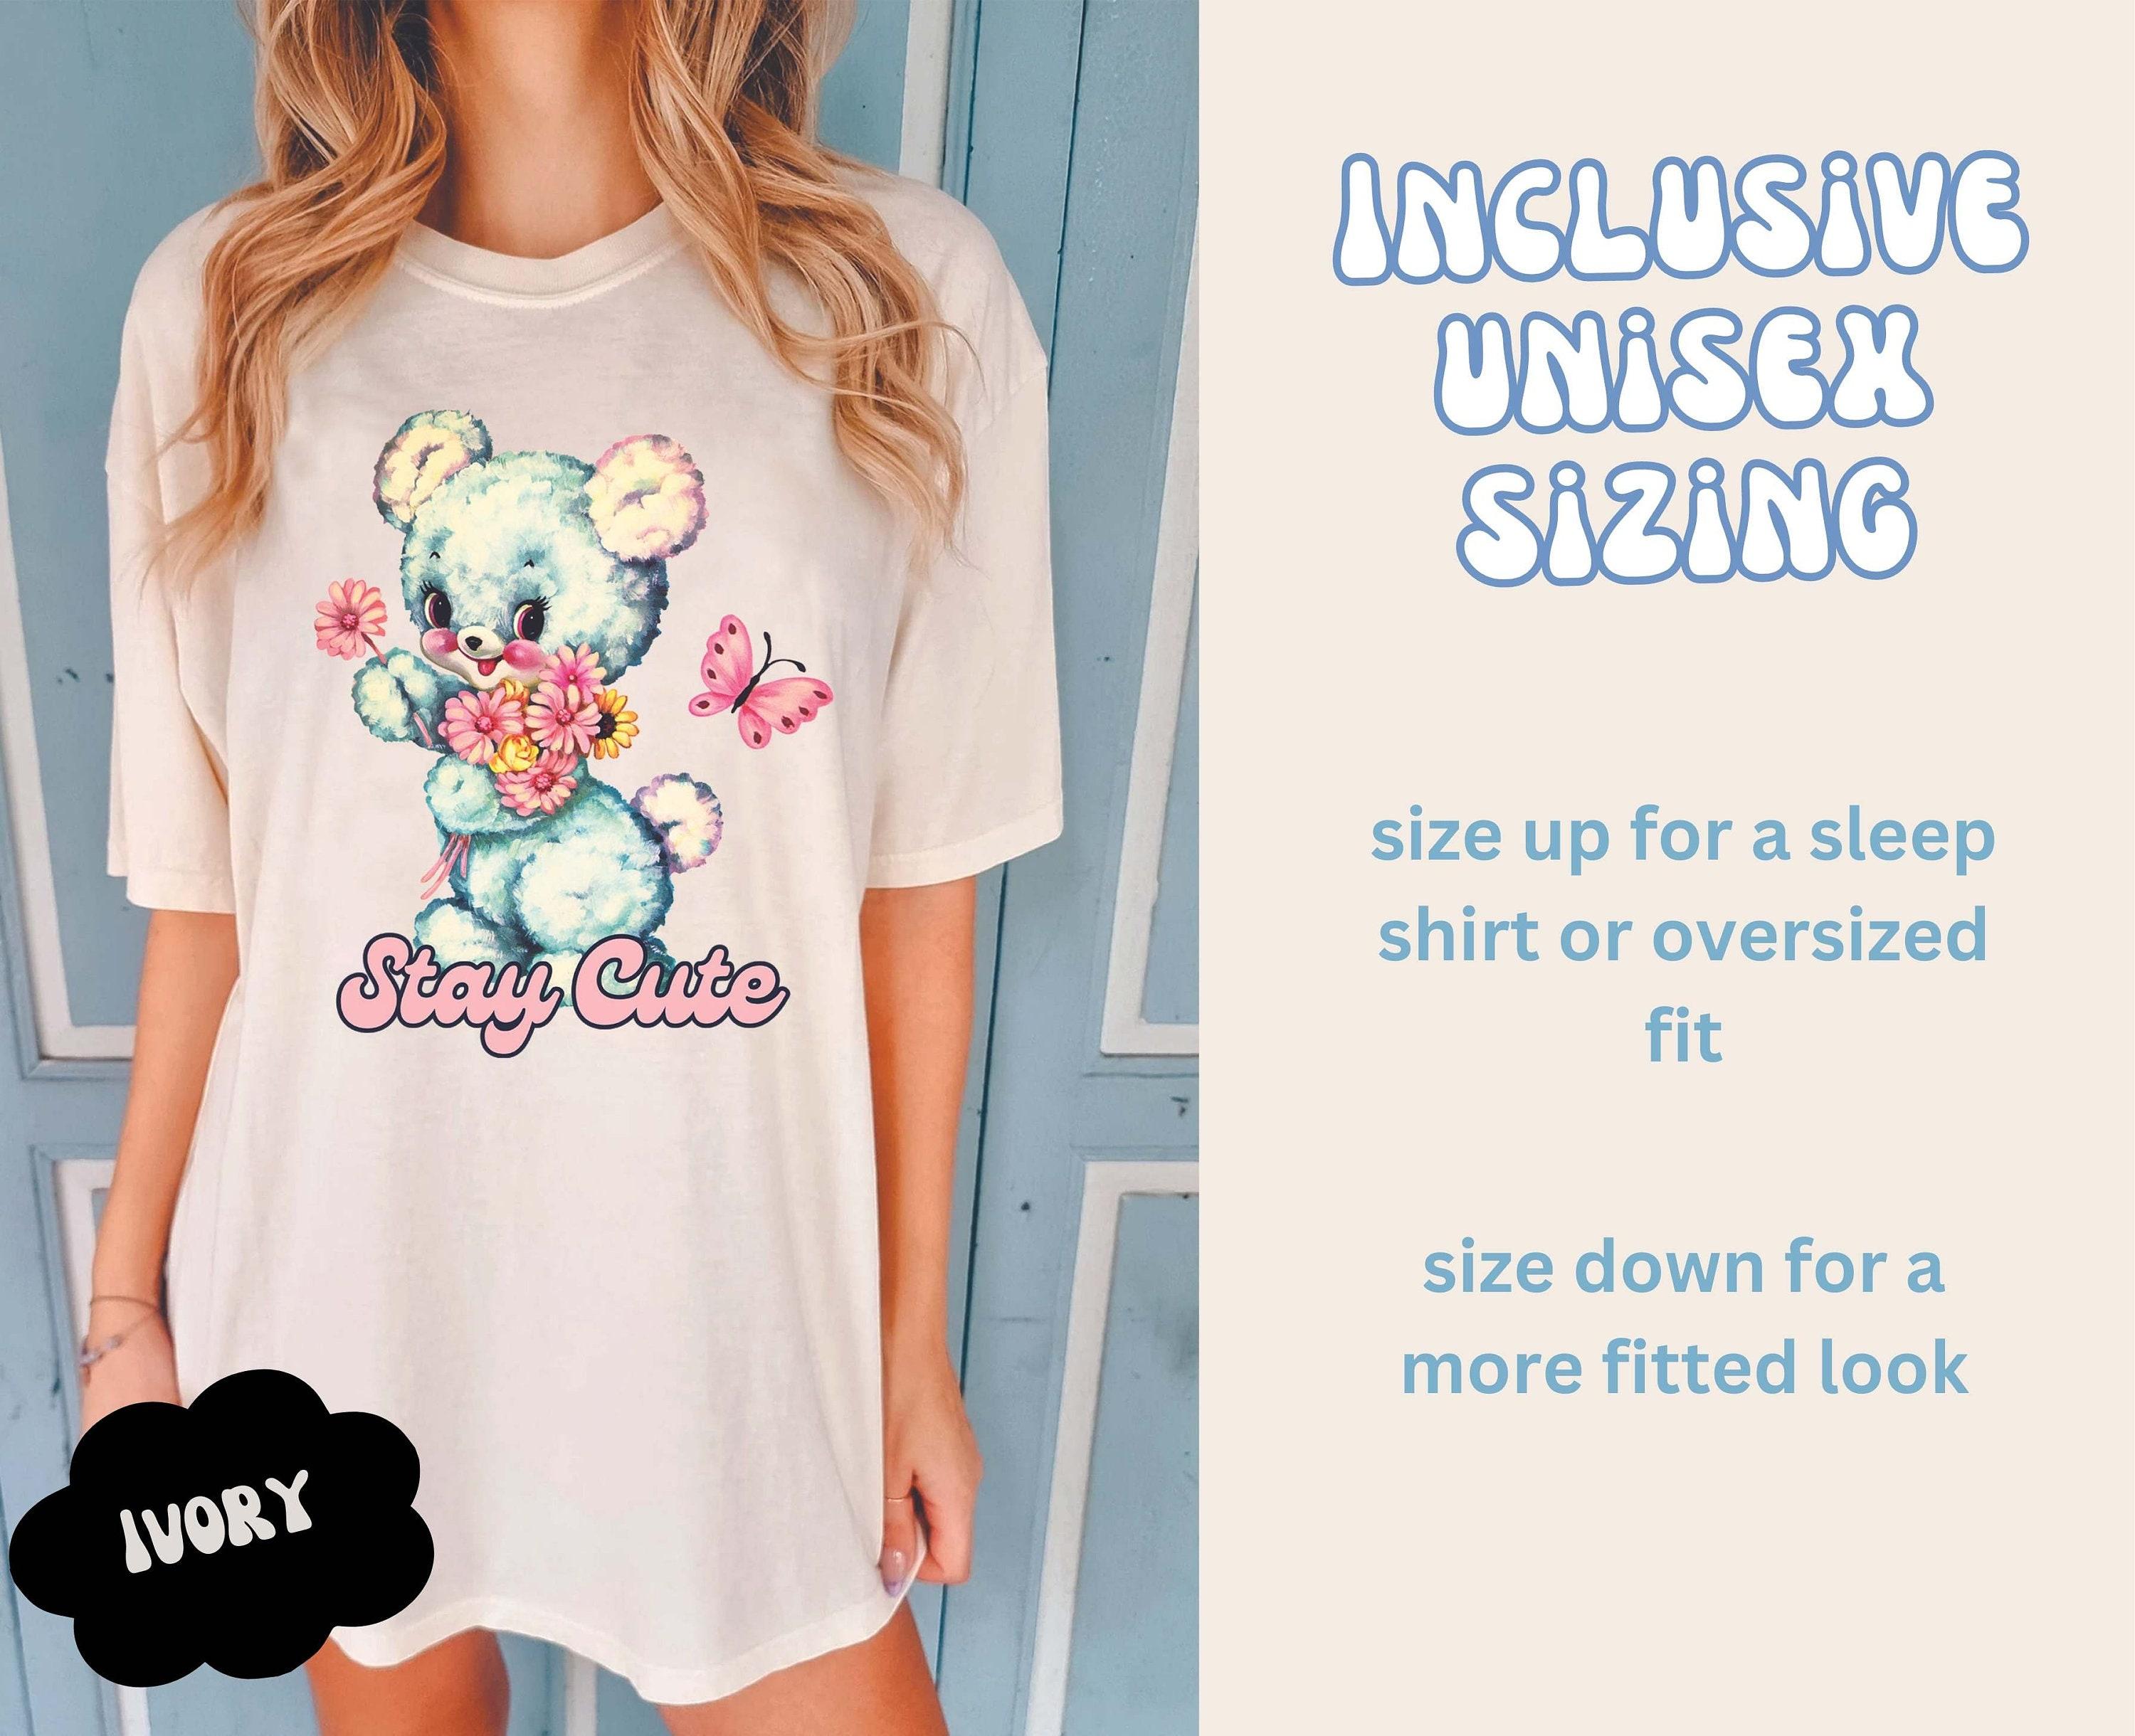 Stay Cute
IVORY
INCLUSiVE
UNiSEX
SiZiNG
size up for a sleep
shirt or oversized
fit
size down for a
more fitted look